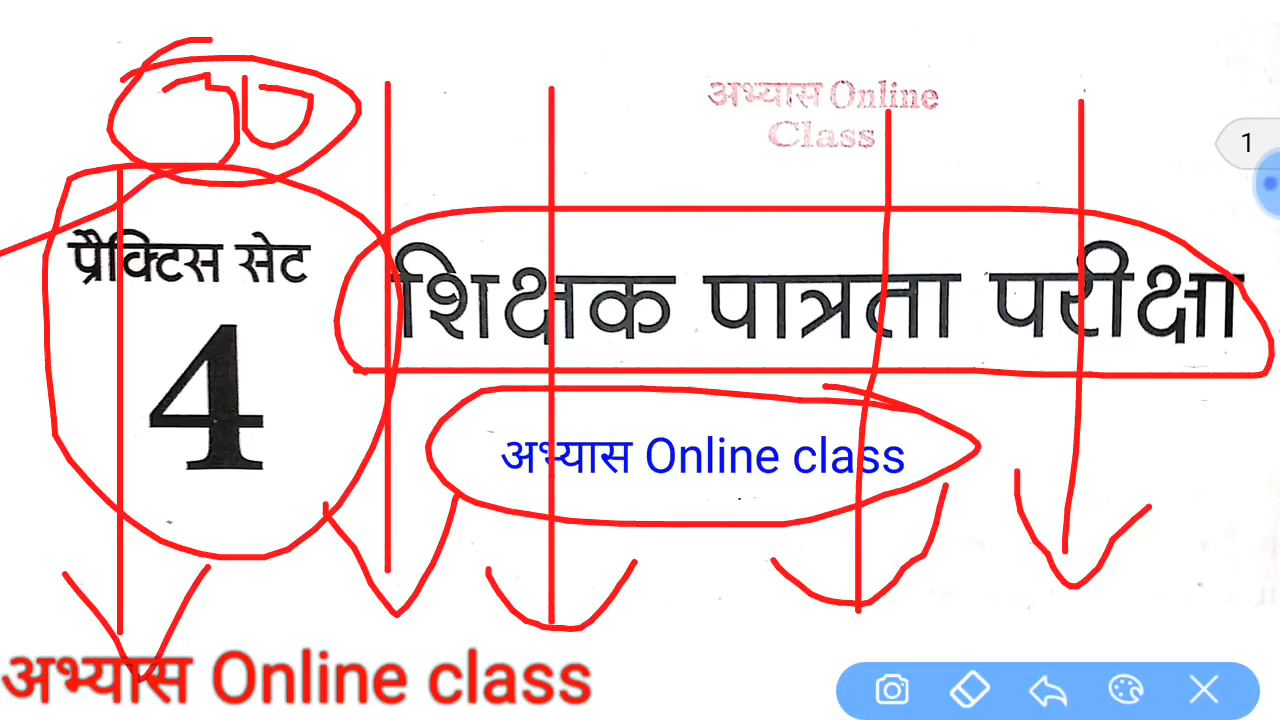 अभ्यास Online
Class
1
प्रैक्टिस सेट
4
शिक्षक पात्रता परीक्षा
अभ्यास Online class
अभ्यास Online class